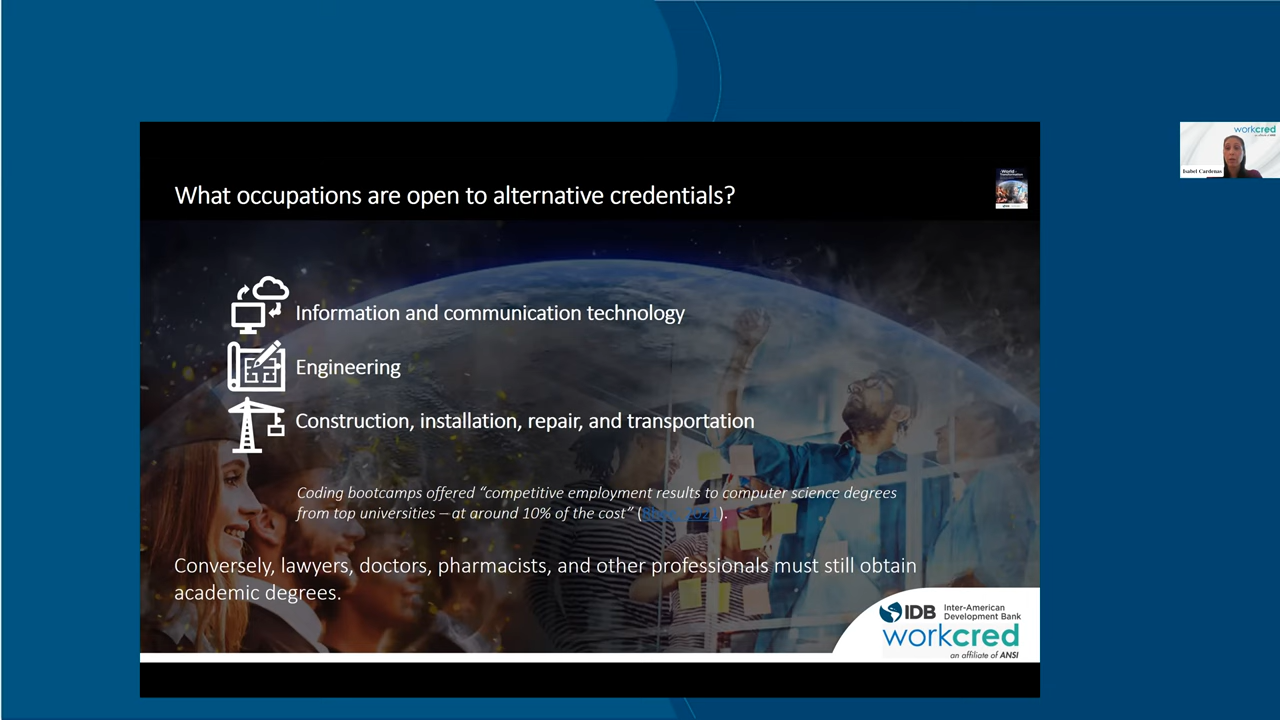 What occupations are open to alternative credentials?
World
Transformation
workcred
Isabel Cardenas
Information and communication technology
Engineering
Construction, installation, repair, and transportation
Coding bootcamps offered “competitive employment results to computer science degrees
from top universities – at around 10% of the cost” ( ).
Conversely, lawyers, doctors, pharmacists, and other professionals must still obtain
academic degrees.
IDB
Inter-American
Development Bank
workcred
an affiliate of ANSI